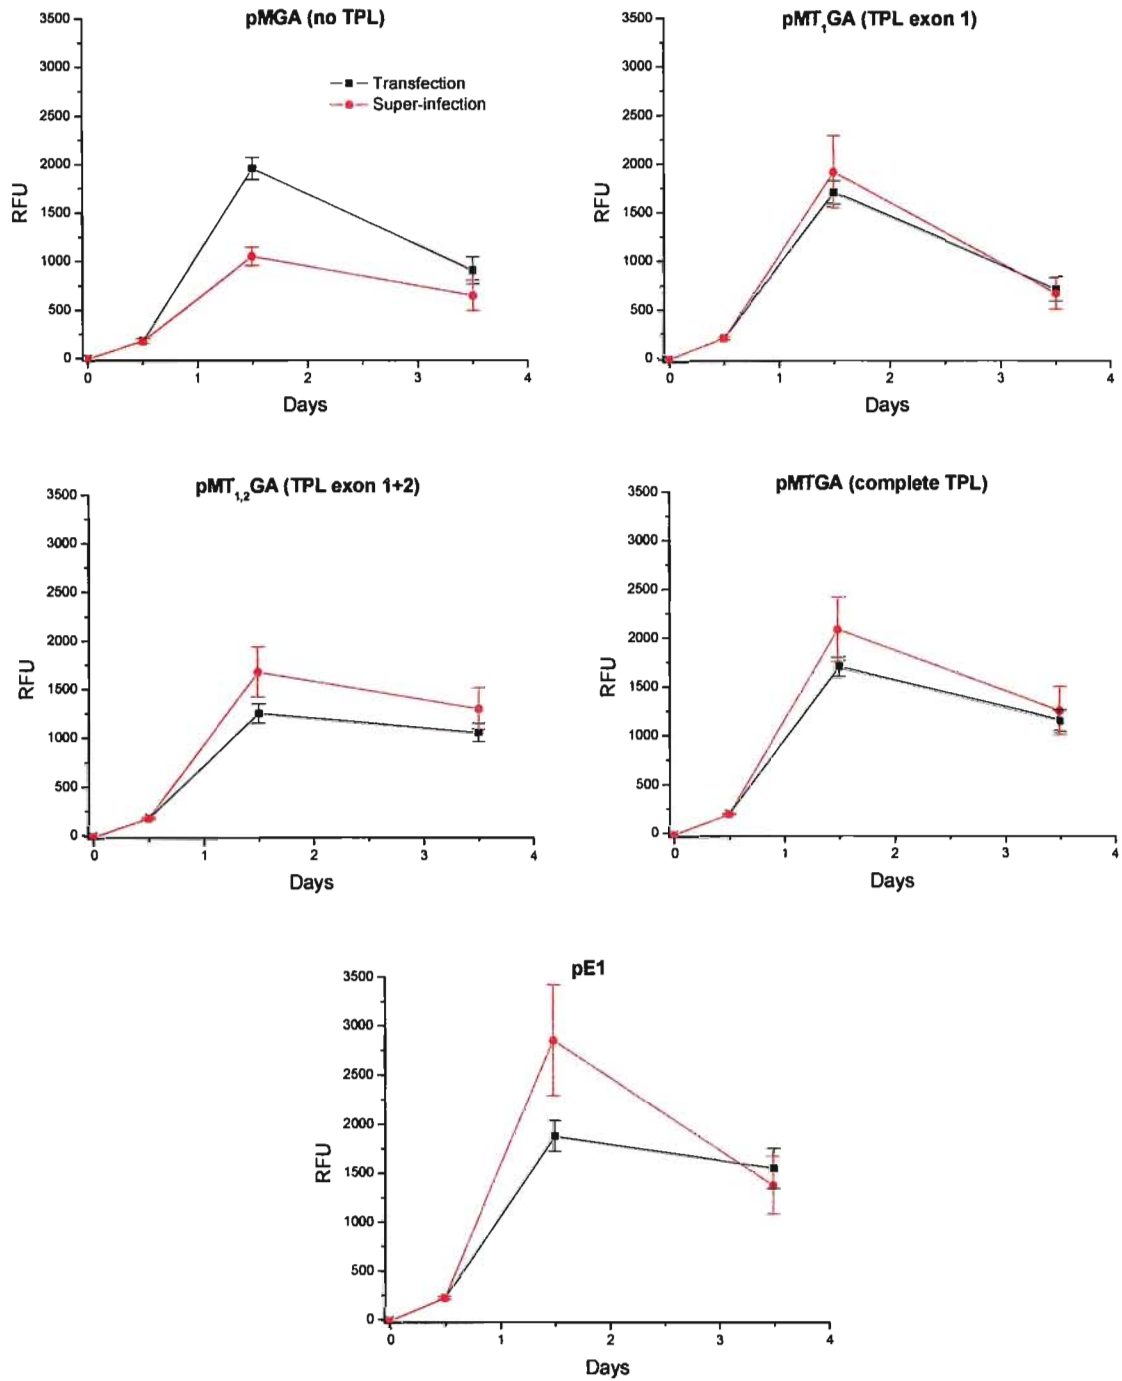 pMGA (no TPL)
3500
3000
2500
2000
1500
1000
500
0
RFU
Transfection
Super-infection
0 1 2 3 4
Days
pMT1GA (TPL exon 1)
3500
3000
2500
2000
1500
1000
500
0
RFU
0 1 2 3 4
Days
pMT1,2GA (TPL exon 1+2)
3500
3000
2500
2000
1500
1000
500
0
RFU
0 1 2 3 4
Days
pMTGA (complete TPL)
3500
3000
2500
2000
1500
1000
500
0
RFU
0 1 2 3 4
Days
pE1
3500
3000
2500
2000
1500
1000
500
0
RFU
0 1 2 3 4
Days